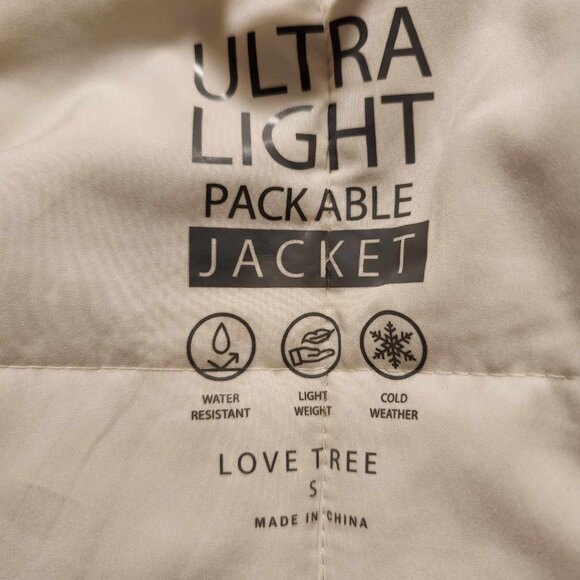 ULTRA
LIGHT
PACKABLE
JACKET
WATER
RESISTANT
LIGHT
WEIGHT
COLD
WEATHER
LOVE TREE
S
MADE IN CHINA